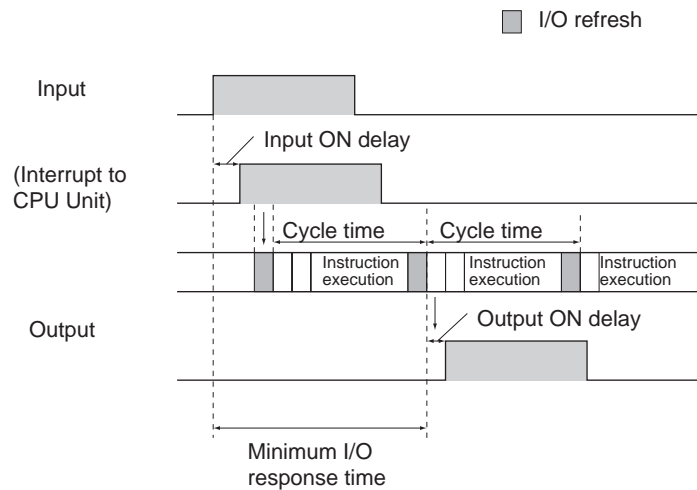 I/O refresh
Input
Input ON delay
(Interrupt to
CPU Unit)
Cycle time
Cycle time
Instruction
execution
Instruction
execution
Instruction
execution
Output
Output ON delay
Minimum I/O
response time